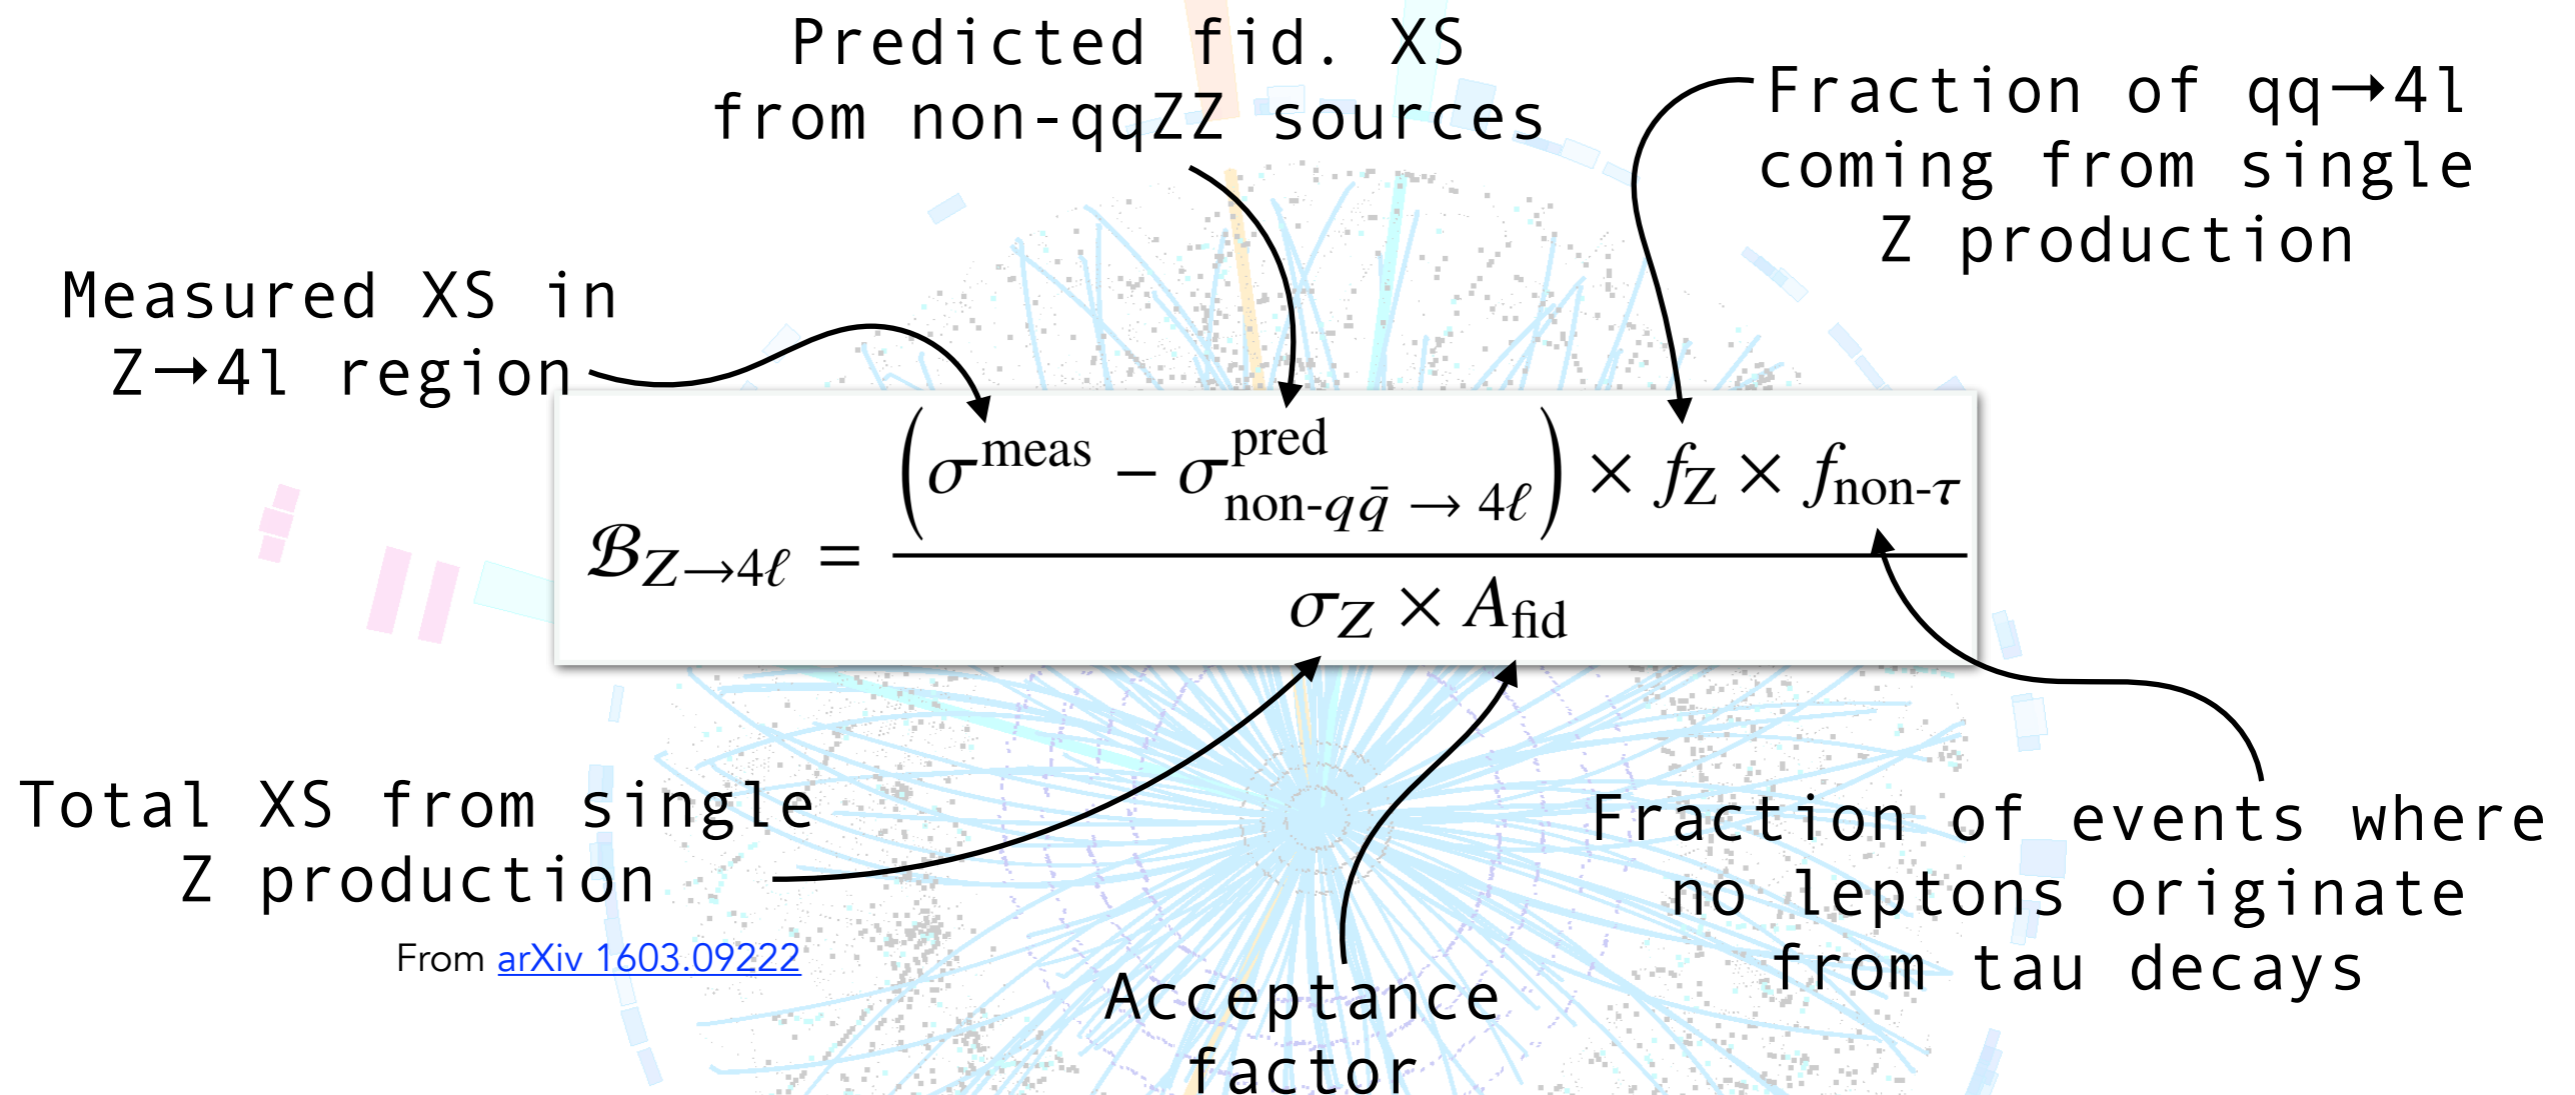 Predicted fid. XS
from non-qqZZ sources
Fraction of qq→4l
coming from single
Z production
Measured XS in
Z→4l region
𝓑_{Z→4ℓ} = ((σ^{meas} − σ^{pred}_{non-q\bar{q} → 4ℓ}) × f_Z × f_{non-τ}) / (σ_Z × A_{fid})
Total XS from single
Z production
From arXiv 1603.09222
Acceptance
factor
Fraction of events where
no leptons originate
from tau decays